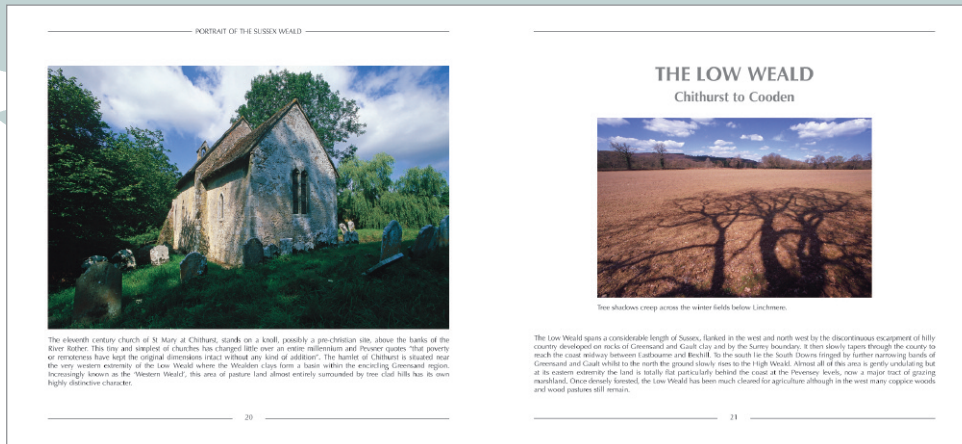 PORTRAIT OF THE SUSSEX WEALD
The eleventh century church of St Mary at Chithurst, stands on a knoll, possibly a pre-christian site, above the banks of the
River Rother. This tiny and simplest of churches has changed little over an entire millennium and Pevsner quotes "that poverty
or remoteness have kept the original dimensions intact without any kind of addition". The hamlet of Chithurst is situated near
the very western extremity of the Low Weald where the Wealden clays form a basin within the encircling Greensand region.
Increasingly known as the 'Western Weald', this area of pasture land almost entirely surrounded by tree clad hills has its own
highly distinctive character.
20
THE LOW WEALD
Chithurst to Cooden
Tree shadows creep across the winter fields below Linchmere.
The Low Weald spans a considerable length of Sussex, flanked in the west and north west by the discontinuous escarpment of hilly
country developed on rocks of Greensand and Gault clay and by the Surrey boundary. It then slowly tapers through the county to
reach the coast midway between Eastbourne and Bexhill. To the south lie the South Downs fringed by further narrowing bands of
Greensand and Gault whilst to the north the ground slowly rises to the High Weald. Almost all of this area is gently undulating but
at its eastern extremity the land is totally flat particularly behind the coast at the Pevensey levels, now a major tract of grazing
marshland. Once densely forested, the Low Weald has been much cleared for agriculture although in the west many coppice woods
and wood pastures still remain.
21